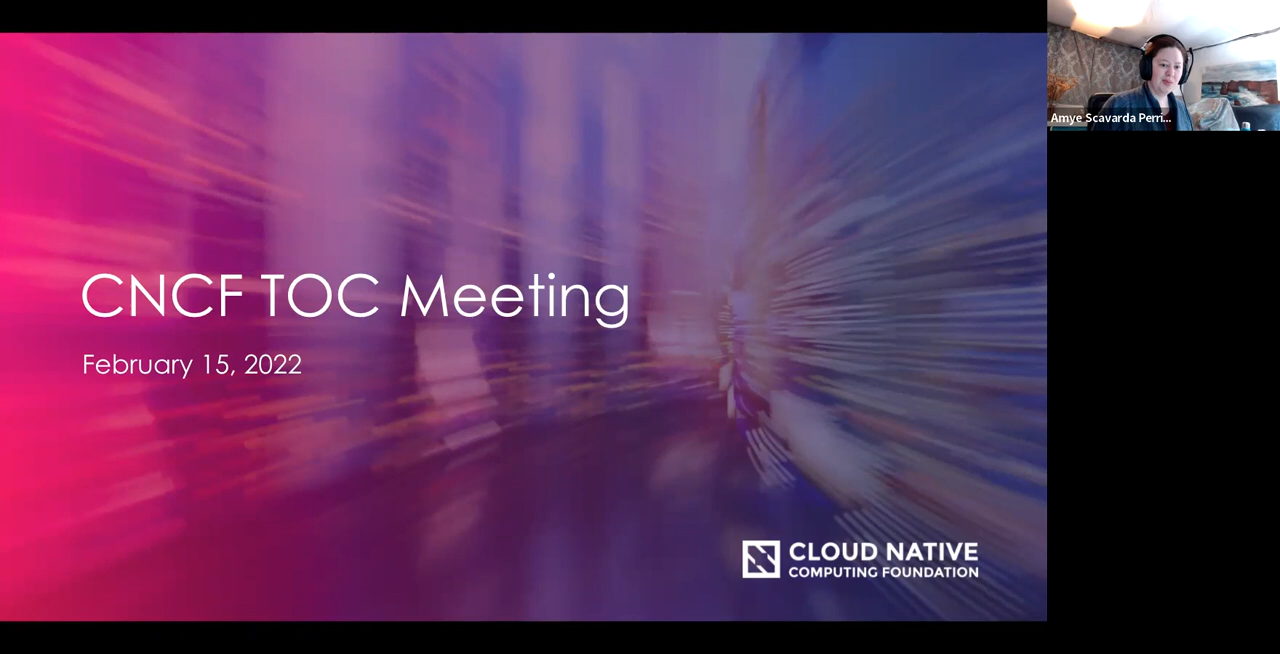 CNCF TOC Meeting
February 15, 2022
CLOUD NATIVE
COMPUTING FOUNDATION
Amye Scavarda Perri...